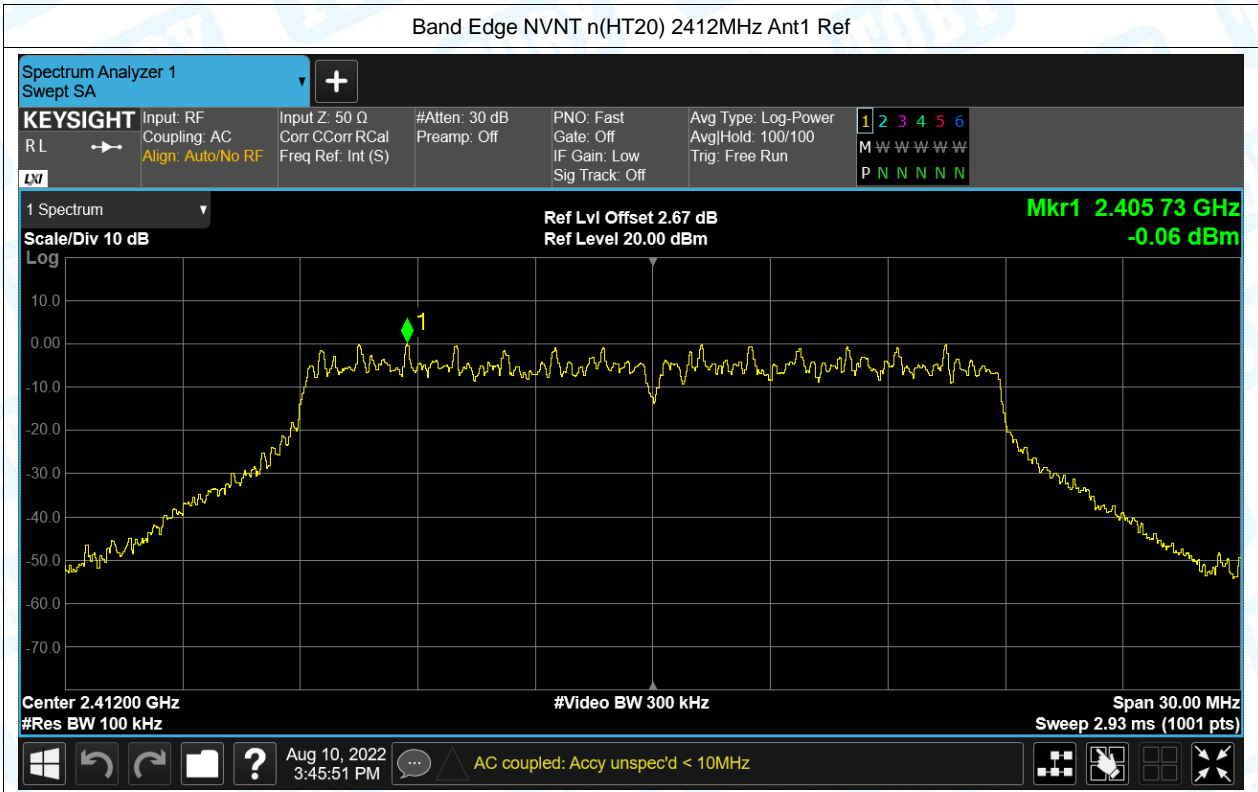 Band Edge NVNT n(HT20) 2412MHz Ant1 Ref
Spectrum Analyzer 1
Swept SA
KEYSIGHT
R L
LXI
Input: RF
Coupling: AC
Align: Auto/No RF
Input Z: 50 Ω
Corr CCorr RCal
Freq Ref: Int (S)
#Atten: 30 dB
Preamp: Off
PNO: Fast
Gate: Off
IF Gain: Low
Sig Track: Off
Avg Type: Log-Power
Avg|Hold: 100/100
Trig: Free Run
1 2 3 4 5 6
M W W W W W
P N N N N N
1 Spectrum
Scale/Div 10 dB
Log
Ref Lvl Offset 2.67 dB
Ref Level 20.00 dBm
Mkr1 2.405 73 GHz
-0.06 dBm
1
10.0
0.00
-10.0
-20.0
-30.0
-40.0
-50.0
-60.0
-70.0
Center 2.41200 GHz
#Res BW 100 kHz
#Video BW 300 kHz
Span 30.00 MHz
Sweep 2.93 ms (1001 pts)
?
Aug 10, 2022
3:45:51 PM
AC coupled: Accy unspec'd < 10MHz